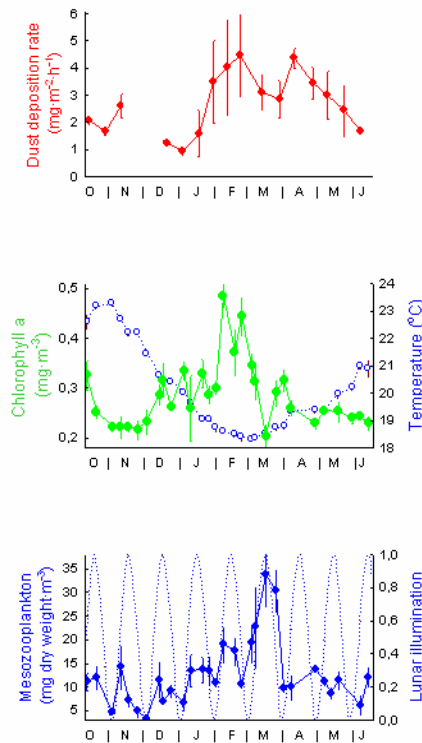 Dust deposition rate
(mg·m-2·h-1)
6
5
4
3
2
1
0
O | N | D | J | F | M | A | M | J
Chlorophyll a
mg·m-3)
0,5
0,4
0,3
0,2
24
23
22
21
20
19
18
Temperature (ºC)
O | N | D | J | F | M | A | M | J
Mesozooplankton
(mg dry weight·m-3)
35
30
25
20
15
10
5
1,0
0,8
0,6
0,4
0,2
0,0
Lunar illumination
O | N | D | J | F | M | A | M | J